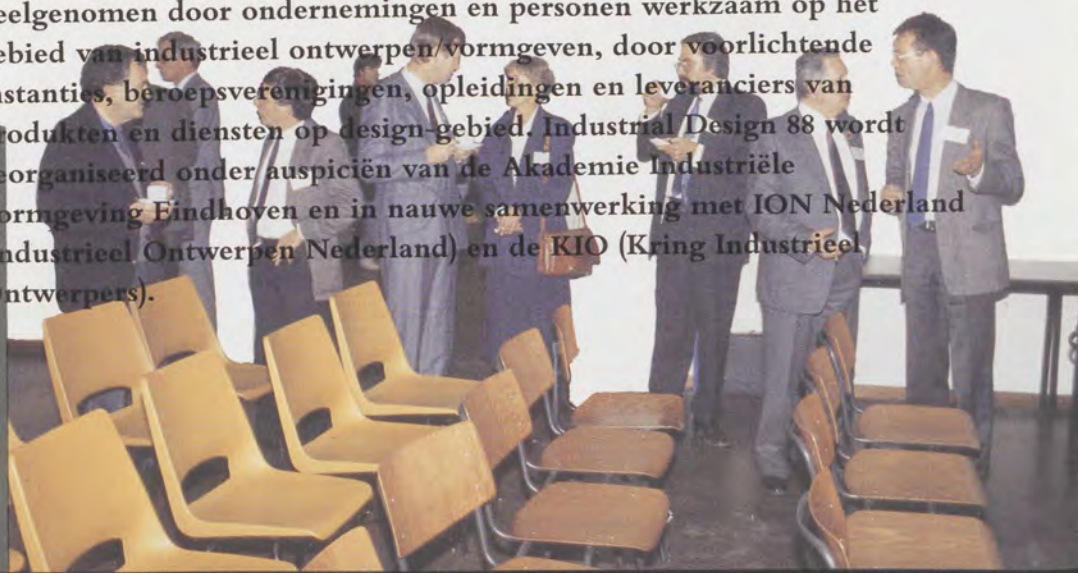 eelgenomen door ondernemingen en personen werkzaam op het
ebied van industrieel ontwerpen/vormgeven, door voorlichtende
nstanties, beroepsverenigingen, opleidingen en leveranciers van
rodukten en diensten op design-gebied. Industrial Design 88 wordt
eorganiseerd onder auspiciën van de Akademie Industriële
ormgeving Eindhoven en in nauwe samenwerking met ION Nederland
ndustrieel Ontwerpen Nederland) en de KIO (Kring Industrieel
ntwerpers).